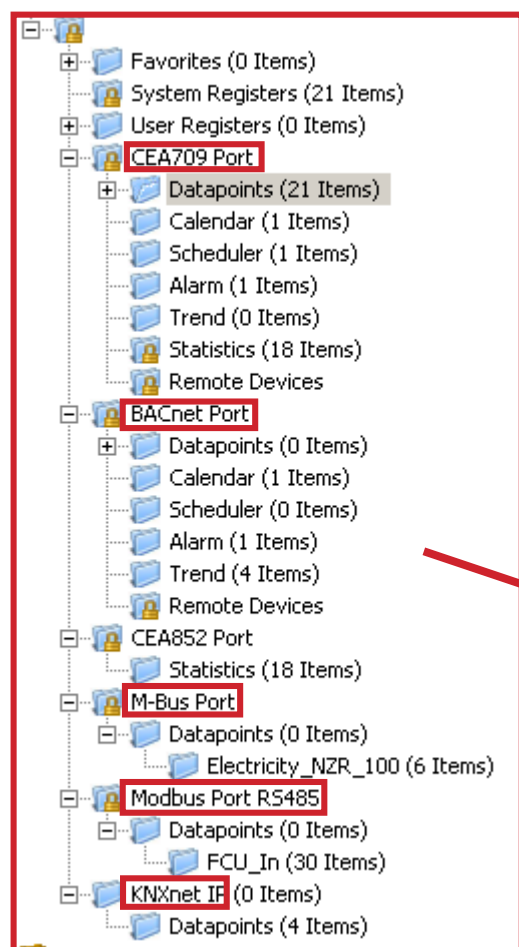 Favorites (0 Items)
System Registers (21 Items)
User Registers (0 Items)
CEA709 Port
Datapoints (21 Items)
Calendar (1 Items)
Scheduler (1 Items)
Alarm (1 Items)
Trend (0 Items)
Statistics (18 Items)
Remote Devices
BACnet Port
Datapoints (0 Items)
Calendar (1 Items)
Scheduler (0 Items)
Alarm (1 Items)
Trend (4 Items)
Remote Devices
CEA852 Port
Statistics (18 Items)
M-Bus Port
Datapoints (0 Items)
Electricity_NZR_100 (6 Items)
Modbus Port RS485
Datapoints (0 Items)
FCU_In (30 Items)
KNXnet IP (0 Items)
Datapoints (4 Items)